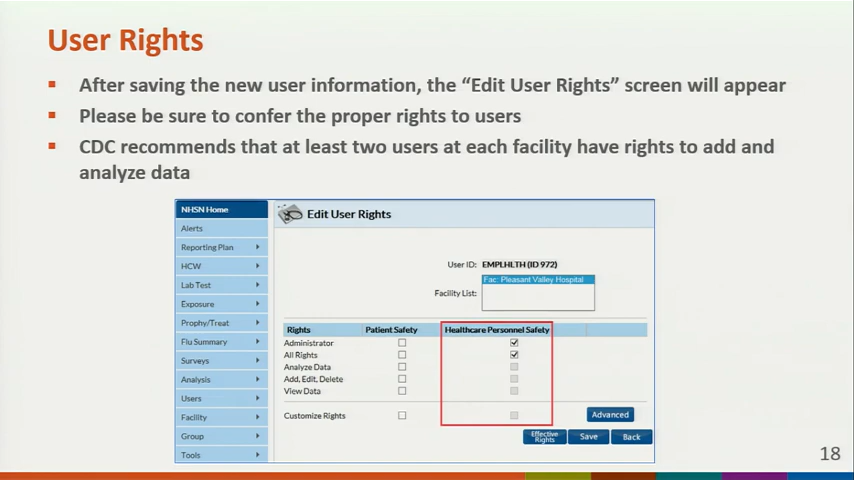 User Rights
After saving the new user information, the “Edit User Rights” screen will appear
Please be sure to confer the proper rights to users
CDC recommends that at least two users at each facility have rights to add and
analyze data
NHSN Home
Alerts
Reporting Plan
HCW
Lab Test
Exposure
Prophy/Treat
Flu Summary
Surveys
Analysis
Users
Facility
Group
Tools
Edit User Rights
User ID: EMPLHLTH (ID 972)
Facility List: Fac: Pleasant Valley Hospital
Rights Patient Safety Healthcare Personnel Safety
Administrator
All Rights
Analyze Data
Add, Edit, Delete
View Data
Customize Rights
Advanced
Effective Rights Save Back
18